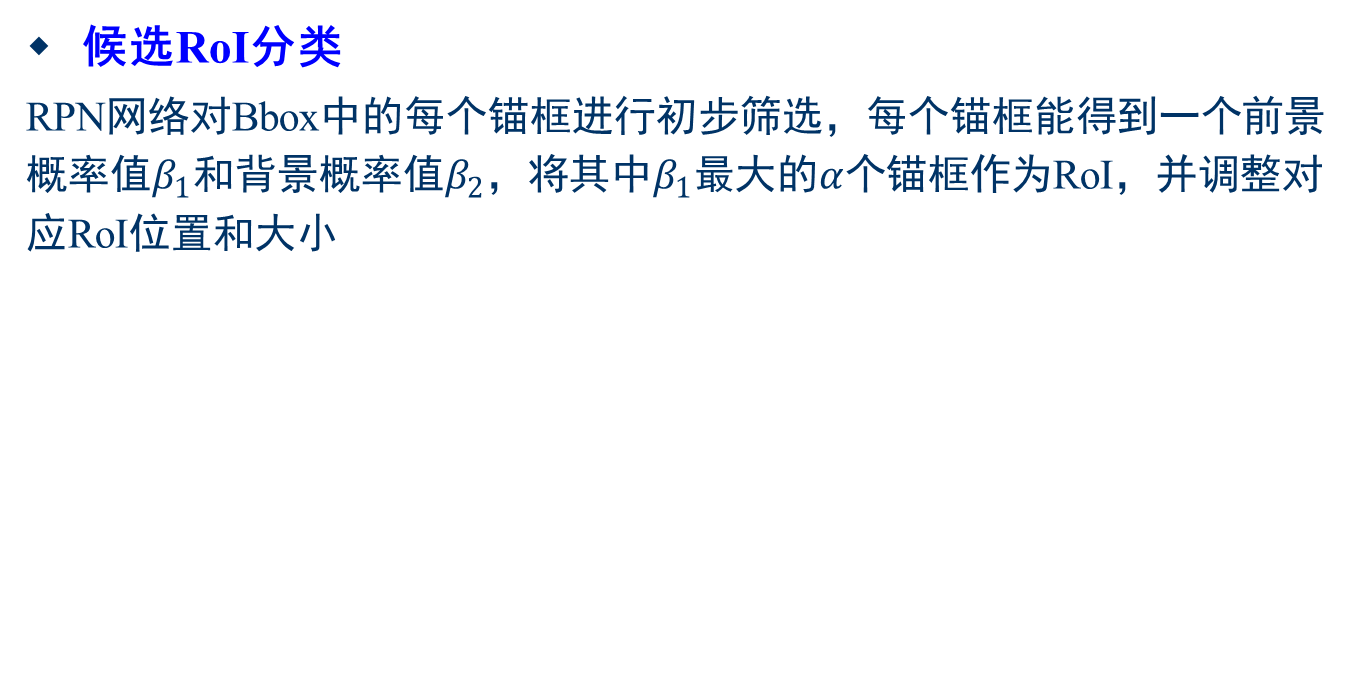 ◆ 候选RoI分类
RPN网络对Bbox中的每个锚框进行初步筛选，每个锚框能得到一个前景
概率值β₁和背景概率值β₂，将其中β₁最大的α个锚框作为RoI，并调整对
应RoI位置和大小